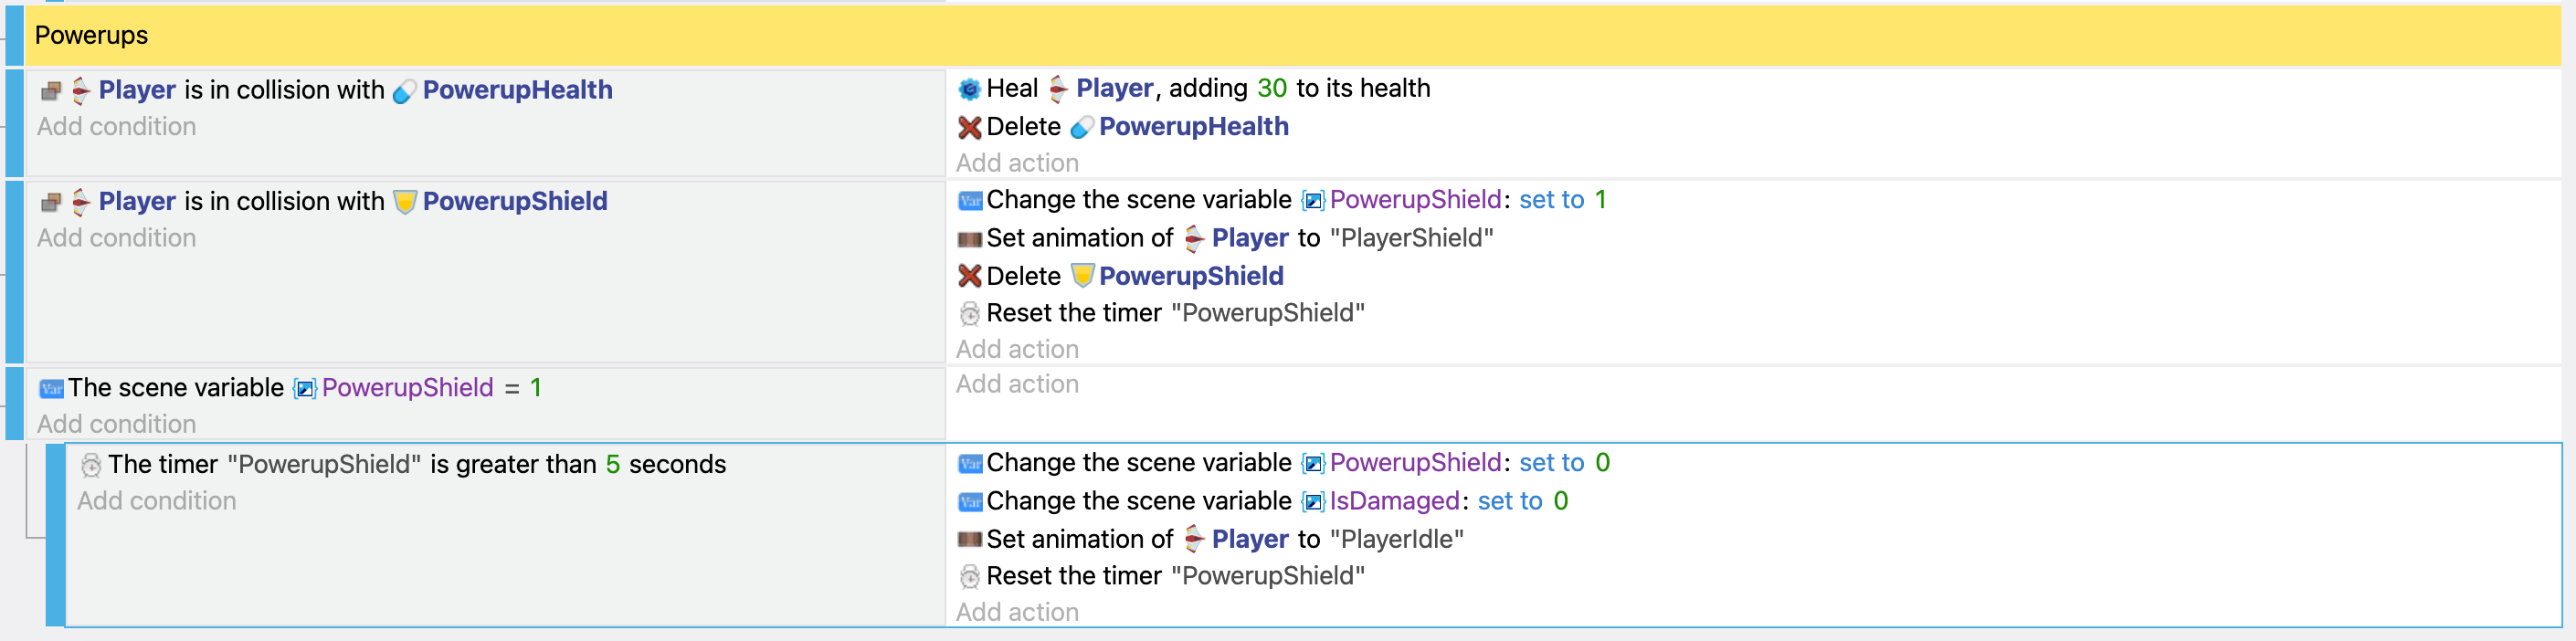 Powerups
Player is in collision with PowerupHealth
Add condition
Heal Player, adding 30 to its health
Delete PowerupHealth
Add action
Player is in collision with PowerupShield
Add condition
Var Change the scene variable PowerupShield: set to 1
Set animation of Player to "PlayerShield"
Delete PowerupShield
Reset the timer "PowerupShield"
Add action
Var The scene variable PowerupShield = 1
Add condition
Add action
The timer "PowerupShield" is greater than 5 seconds
Add condition
Var Change the scene variable PowerupShield: set to 0
Var Change the scene variable IsDamaged: set to 0
Set animation of Player to "PlayerIdle"
Reset the timer "PowerupShield"
Add action